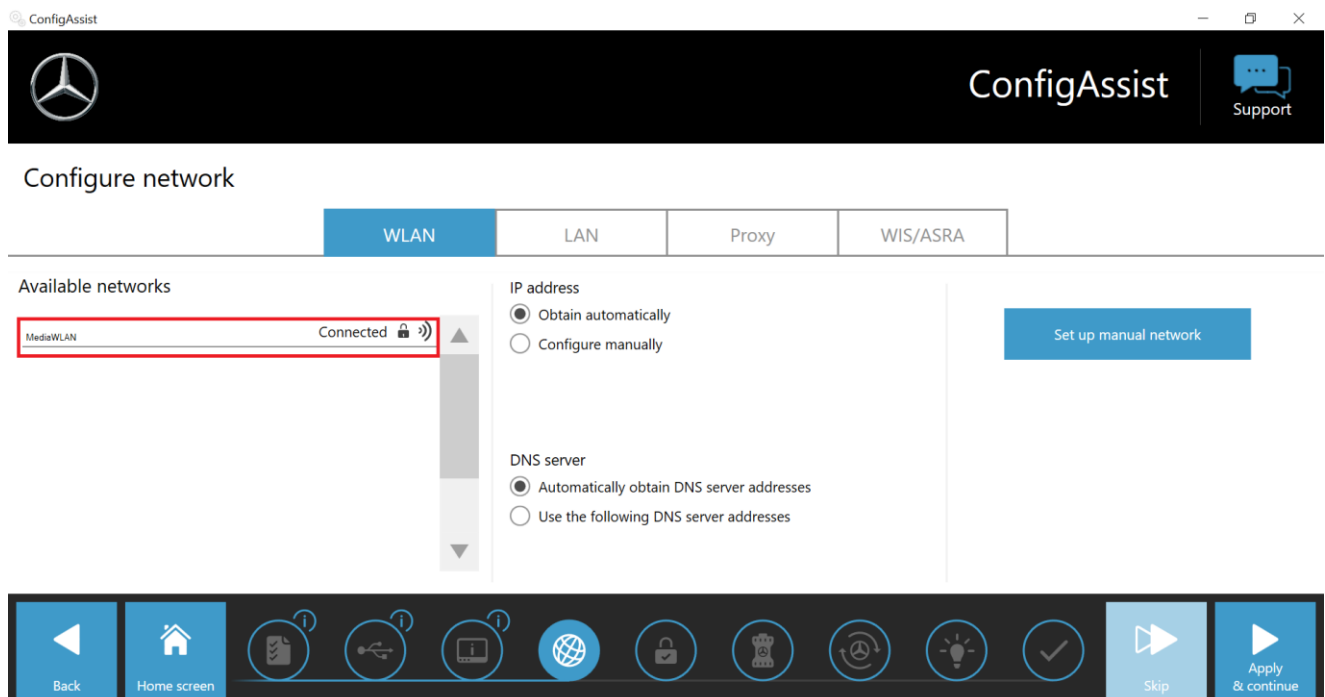 ConfigAssist
ConfigAssist
Support
Configure network
WLAN
LAN
Proxy
WIS/ASRA
Available networks
MediaWLAN
Connected
IP address
Obtain automatically
Configure manually
DNS server
Automatically obtain DNS server addresses
Use the following DNS server addresses
Set up manual network
Back
Home screen
Skip
Apply
& continue